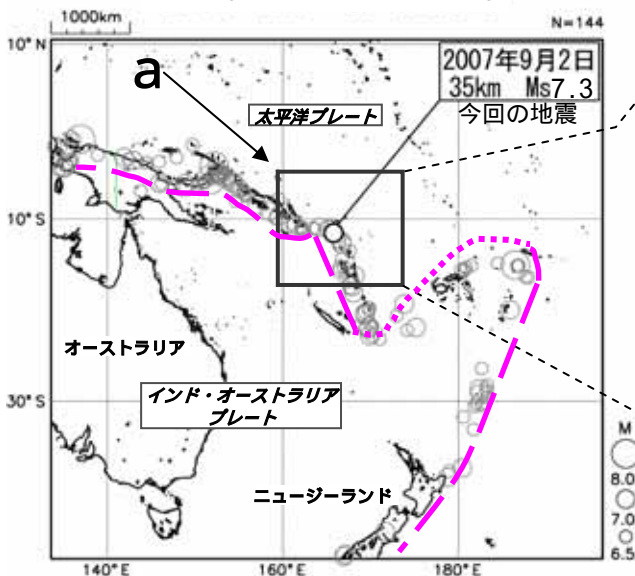 1000km
N=144
10°N
2007年9月2日
35km Ms7.3
今回の地震
a
太平洋プレート
10°S
オーストラリア
インド・オーストラリア
プレート
30°S
ニュージーランド
M
8.0
7.0
6.5
140°E
160°E
180°E